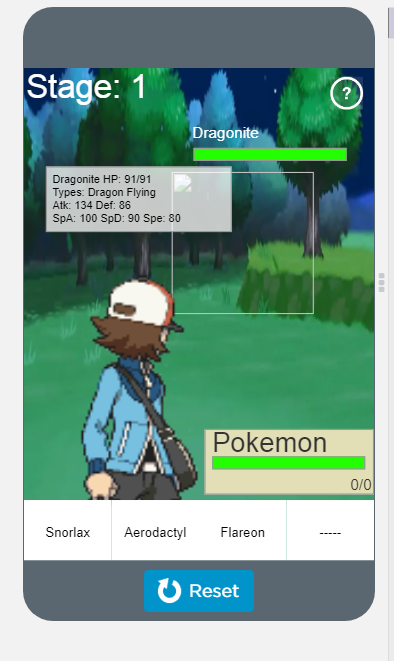 Stage: 1
?
Dragonite
Dragonite HP: 91/91
Types: Dragon Flying
Atk: 134 Def: 86
SpA: 100 SpD: 90 Spe: 80
Pokemon
0/0
Snorlax Aerodactyl Flareon -----
Reset